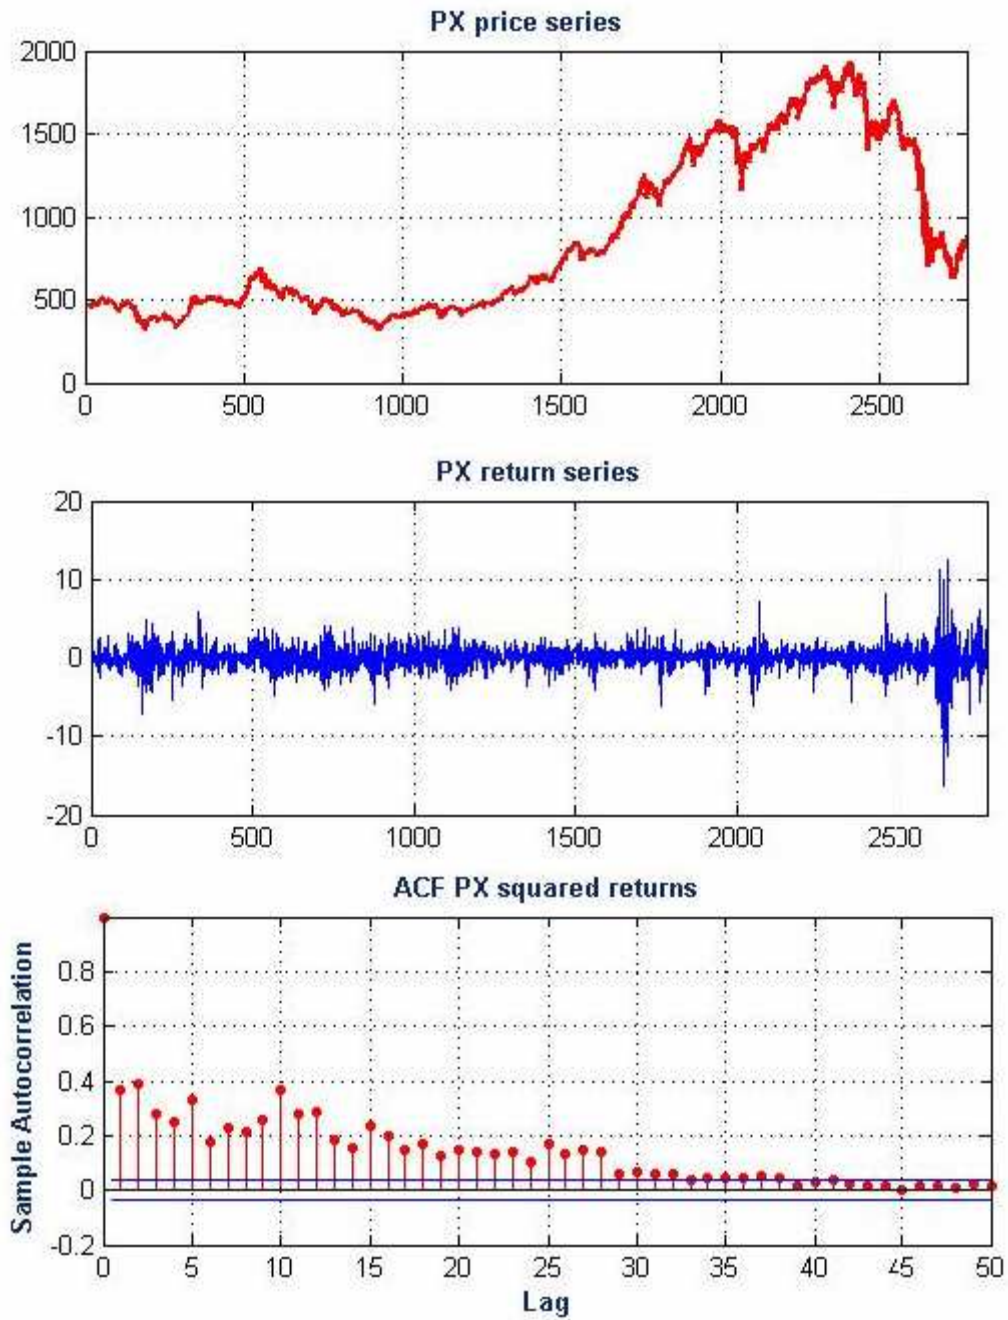 PX price series
2000
1500
1000
500
0
0 500 1000 1500 2000 2500
PX return series
20
10
0
-10
-20
0 500 1000 1500 2000 2500
ACF PX squared returns
Sample Autocorrelation
0.8
0.6
0.4
0.2
0
-0.2
0 5 10 15 20 25 30 35 40 45 50
Lag